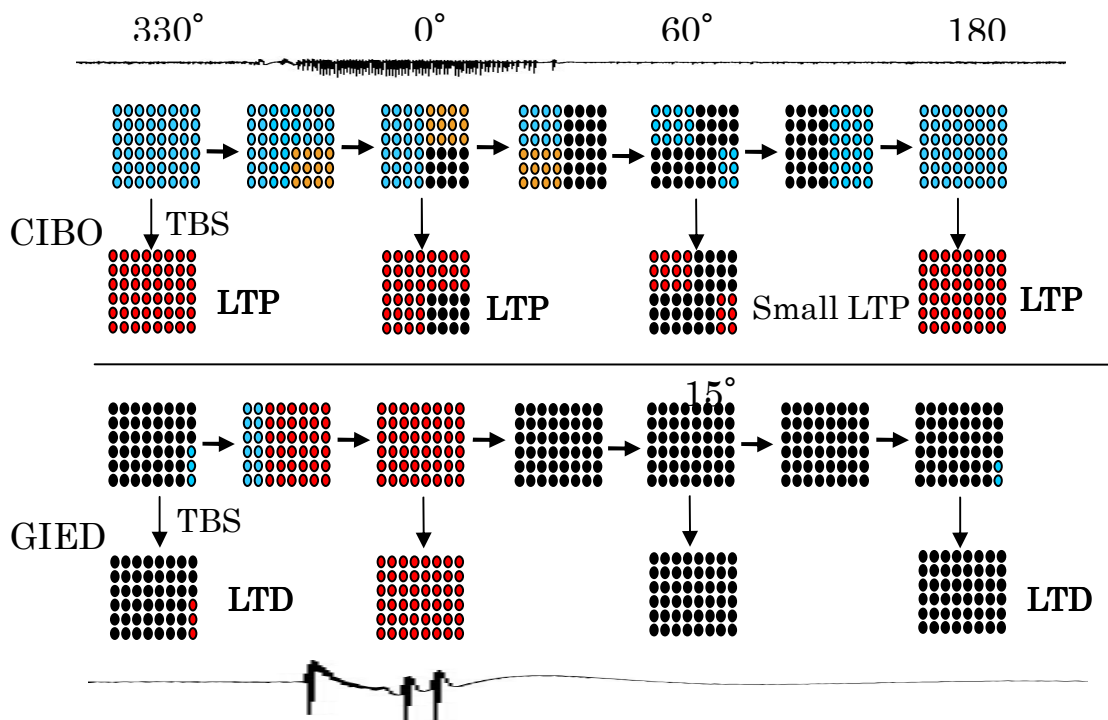 330° 0° 60° 180
CIBO
TBS
LTP
LTP
Small LTP
LTP
15°
GIED
TBS
LTD
LTD